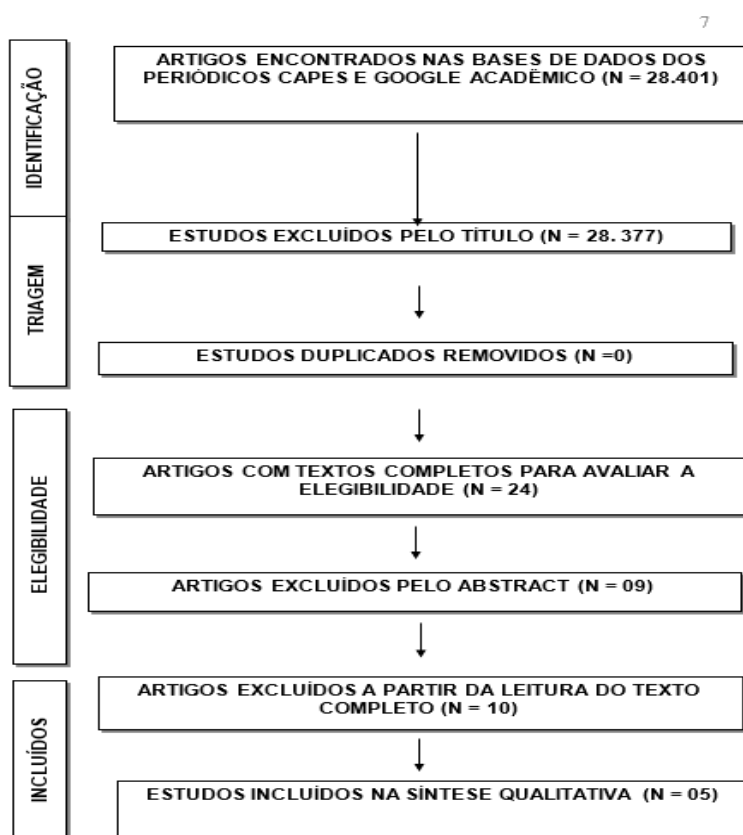 7
IDENTIFICAÇÃO
ARTIGOS ENCONTRADOS NAS BASES DE DADOS DOS
PERIÓDICOS CAPES E GOOGLE ACADÊMICO (N = 28.401)
TRIAGEM
ESTUDOS EXCLUÍDOS PELO TÍTULO (N = 28. 377)
ESTUDOS DUPLICADOS REMOVIDOS (N =0)
ELEGIBILIDADE
ARTIGOS COM TEXTOS COMPLETOS PARA AVALIAR A
ELEGIBILIDADE (N = 24)
ARTIGOS EXCLUÍDOS PELO ABSTRACT (N = 09)
INCLUÍDOS
ARTIGOS EXCLUÍDOS A PARTIR DA LEITURA DO TEXTO
COMPLETO (N = 10)
ESTUDOS INCLUÍDOS NA SÍNTESE QUALITATIVA (N = 05)